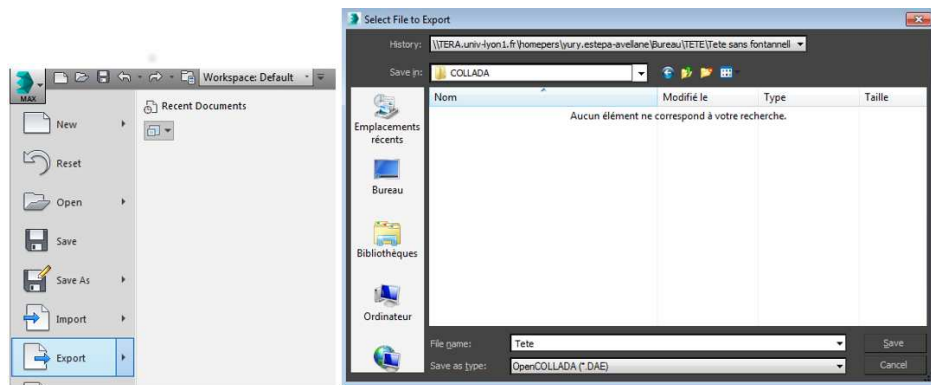 MAX
Workspace: Default
New
Reset
Open
Save
Save As
Import
Export
Recent Documents
Select File to Export
History: \\TERA.univ-lyon1.fr\homepers\yury.estepa-avellane\Bureau\TETE\Tete sans fontannell
Save in: COLLADA
Nom Modifié le Type Taille
Aucun élément ne correspond à votre recherche.
Emplacements
récents
Bureau
Bibliothèques
Ordinateur
File name: Tete Save
Save as type: OpenCOLLADA (*.DAE) Cancel